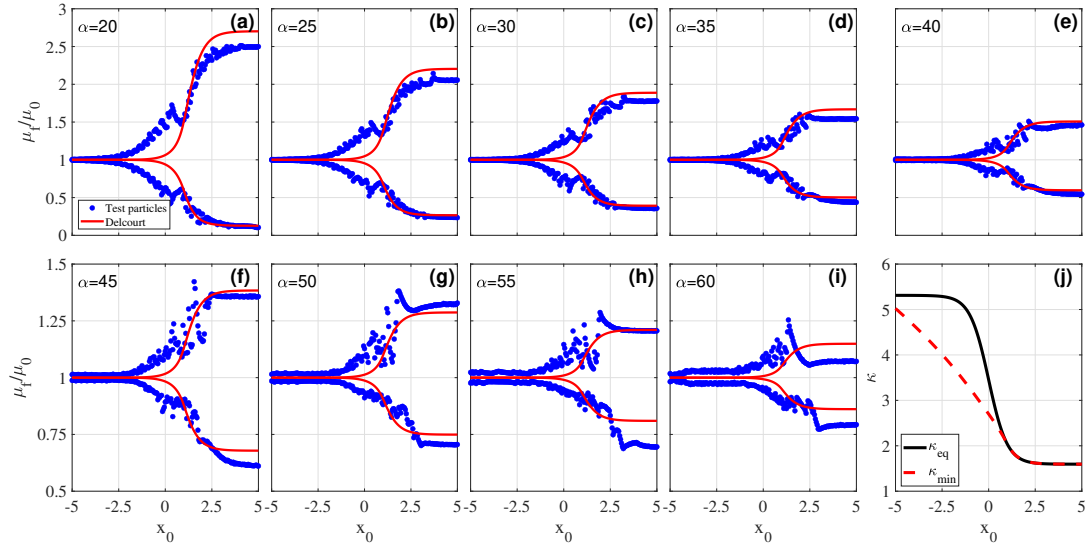 3
2.5
2
1.5
1
0.5
0
μf/μ0
α=20
(a)
Test particles
Delcourt
α=25
(b)
α=30
(c)
α=35
(d)
α=40
(e)
1.5
1.25
1
0.75
0.5
μf/μ0
α=45
(f)
α=50
(g)
α=55
(h)
α=60
(i)
6
5
4
3
2
1
κ
(j)
κeq
κmin
-5 -2.5 0 2.5 5
-5 -2.5 0 2.5 5
-5 -2.5 0 2.5 5
-5 -2.5 0 2.5 5
-5 -2.5 0 2.5 5
x0
x0
x0
x0
x0